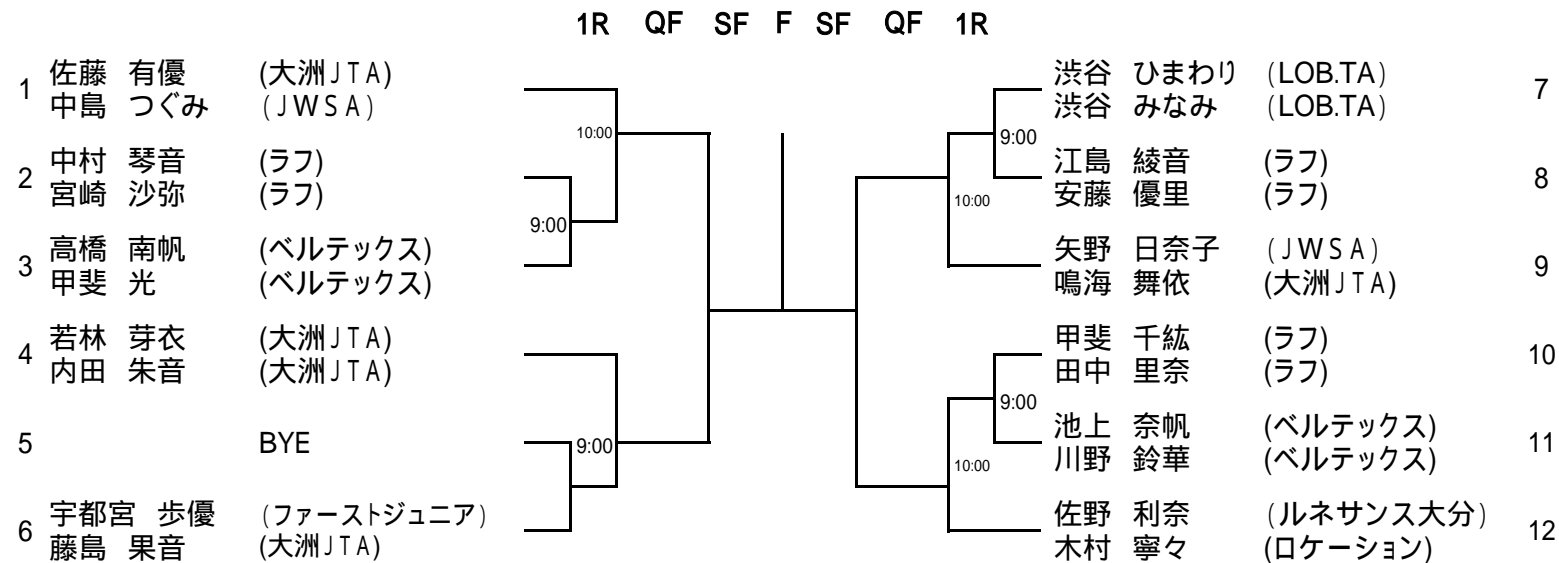 1R QF SF F SF QF 1R
1 佐藤 有優 (大洲JTA)
中島 つぐみ (JWSA)
10:00
2 中村 琴音 (ラフ)
宮崎 沙弥 (ラフ)
9:00
3 高橋 南帆 (ベルテックス)
甲斐 光 (ベルテックス)
4 若林 芽衣 (大洲JTA)
内田 朱音 (大洲JTA)
5 BYE
9:00
6 宇都宮 歩優 (ファーストジュニア)
藤島 果音 (大洲JTA)
渋谷 ひまわり (LOB.TA) 7
渋谷 みなみ (LOB.TA)
9:00
江島 綾音 (ラフ) 8
安藤 優里 (ラフ)
10:00
矢野 日奈子 (JWSA) 9
鳴海 舞依 (大洲JTA)
甲斐 千紘 (ラフ) 10
田中 里奈 (ラフ)
9:00
池上 奈帆 (ベルテックス) 11
川野 鈴華 (ベルテックス)
10:00
佐野 利奈 (ルネサンス大分) 12
木村 寧々 (ロケーション)